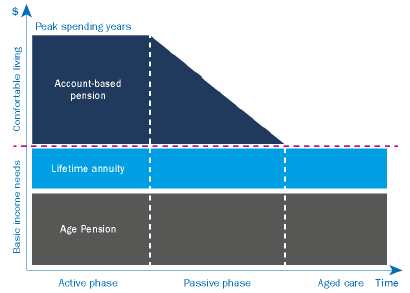 $
Peak spending years
Comfortable living
Account-based
pension
Basic income needs
Lifetime annuity
Age Pension
Active phase
Passive phase
Aged care
Time